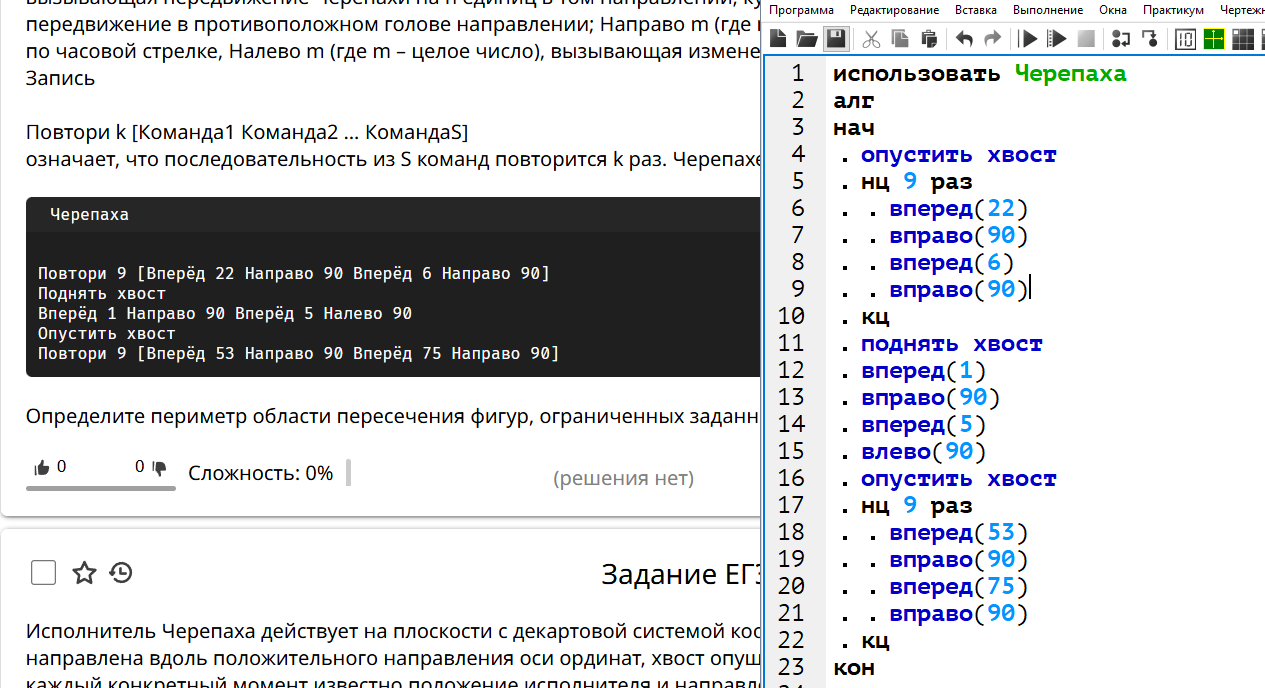 вызывающая передвижение Черепахи на n единиц в том направлении,
передвижение в противоположном голове направлении; Направо m (где
по часовой стрелке, Налево m (где m – целое число), вызывающая
Запись
Повтори k [Команда1 Команда2 ... КомандаS]
означает, что последовательность из S команд повторится k раз.
Черепаха
Повтори 9 [Вперёд 22 Направо 90 Вперёд 6 Направо 90]
Поднять хвост
Вперёд 1 Направо 90 Вперёд 5 Налево 90
Опустить хвост
Повтори 9 [Вперёд 53 Направо 90 Вперёд 75 Направо 90]
Определите периметр области пересечения фигур, ограниченных
0 0 Сложность: 0% (решения нет)
Задание
Исполнитель Черепаха действует на плоскости с декартовой системой
направлена вдоль положительного направления оси ординат, хвост
каждый конкретный момент известно положение исполнителя и
Программа Редактирование Вставка Выполнение Окна Практикум
1 использовать Черепаха
2 алг
3 нач
4 . опустить хвост
5 . нц 9 раз
6 . . вперед(22)
7 . . вправо(90)
8 . . вперед(6)
9 . . вправо(90)
10 . кц
11 . поднять хвост
12 . вперед(1)
13 . вправо(90)
14 . вперед(5)
15 . влево(90)
16 . опустить хвост
17 . нц 9 раз
18 . . вперед(53)
19 . . вправо(90)
20 . . вперед(75)
21 . . вправо(90)
22 . кц
23 кон